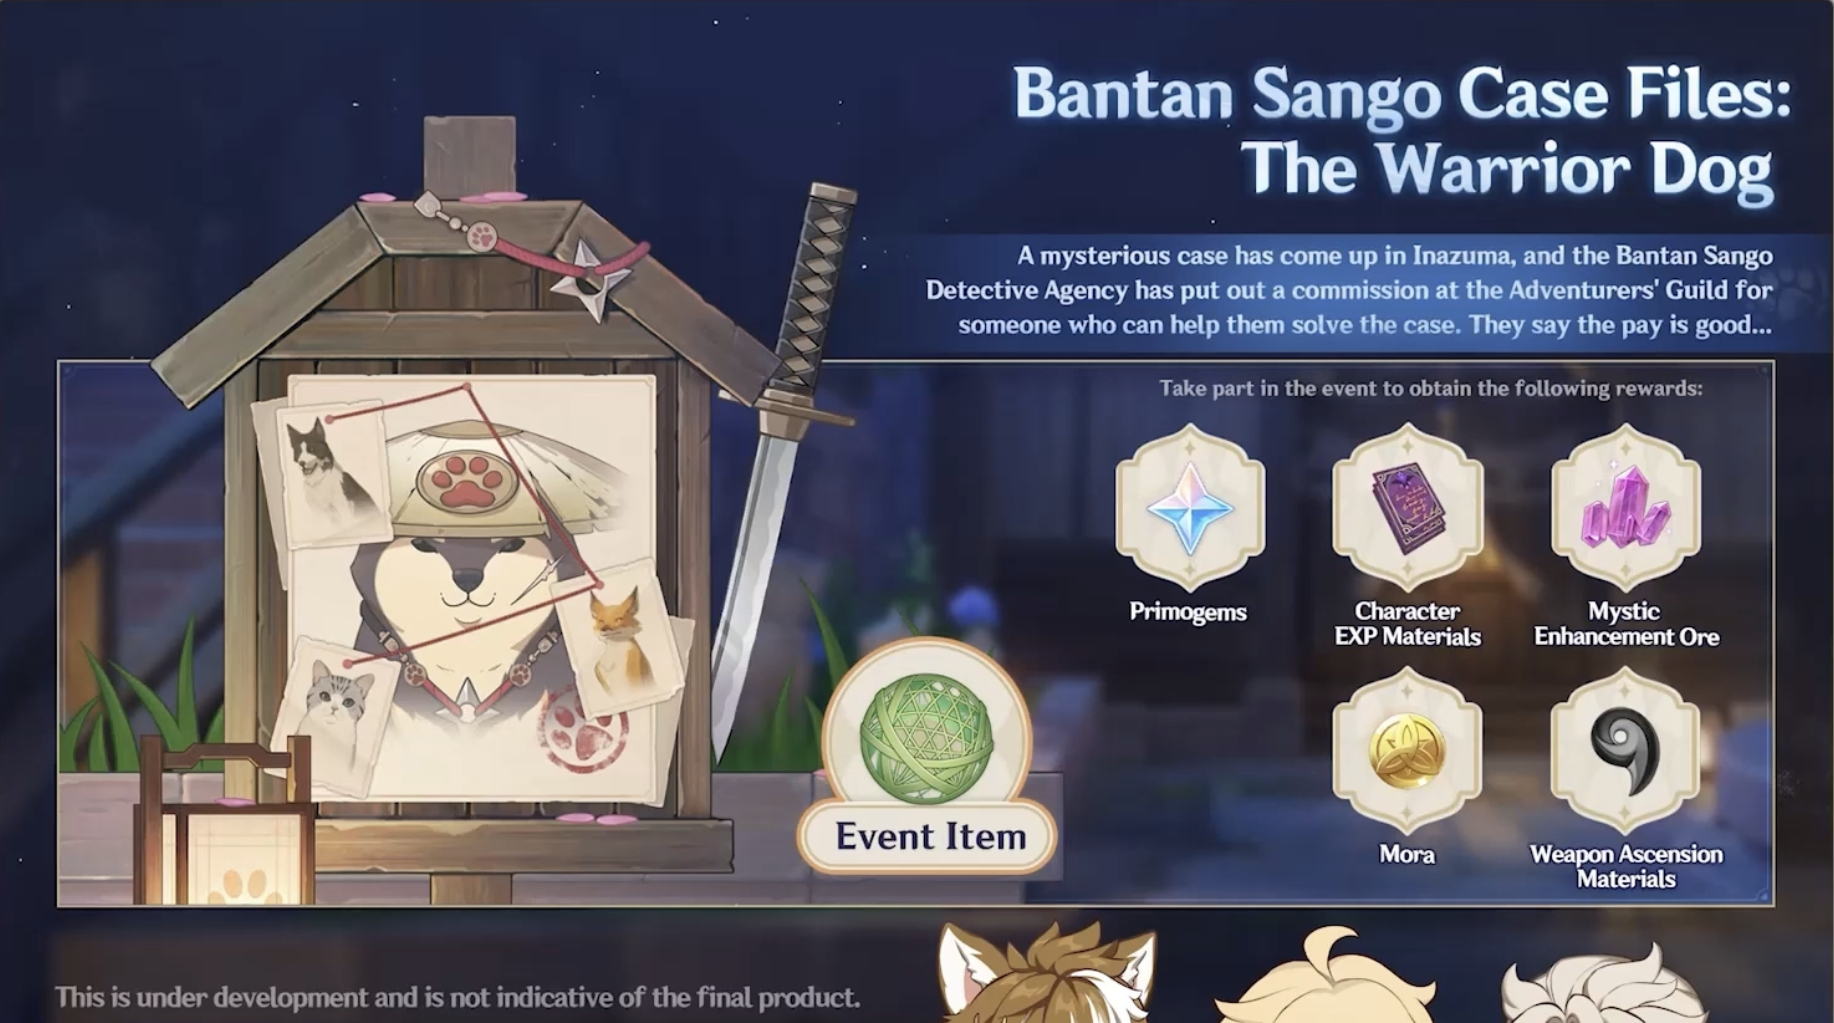 Bantan Sango Case Files:
The Warrior Dog
A mysterious case has come up in Inazuma, and the Bantan Sango
Detective Agency has put out a commission at the Adventurers' Guild for
someone who can help them solve the case. They say the pay is good...
Take part in the event to obtain the following rewards:
Primogems
Character
EXP Materials
Mystic
Enhancement Ore
Event Item
Mora
Weapon Ascension
Materials
This is under development and is not indicative of the final product.